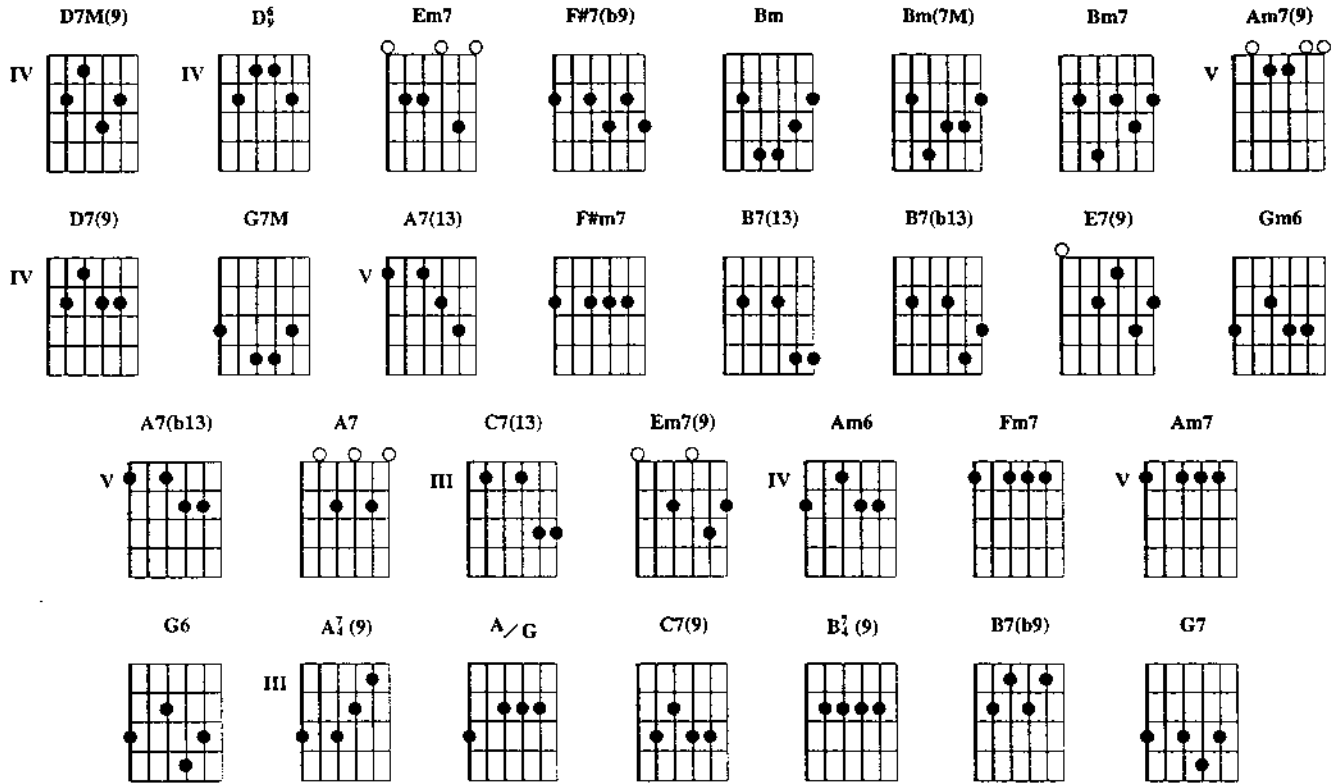 D7M(9) D6/9 Em7 F#7(b9) Bm Bm(7M) Bm7 Am7(9)
IV IV V
D7(9) G7M A7(13) F#m7 B7(13) B7(b13) E7(9) Gm6
IV V
A7(b13) A7 C7(13) Em7(9) Am6 Fm7 Am7
V III IV V
G6 A7/4 (9) A/G C7(9) B7/4 (9) B7(b9) G7
III